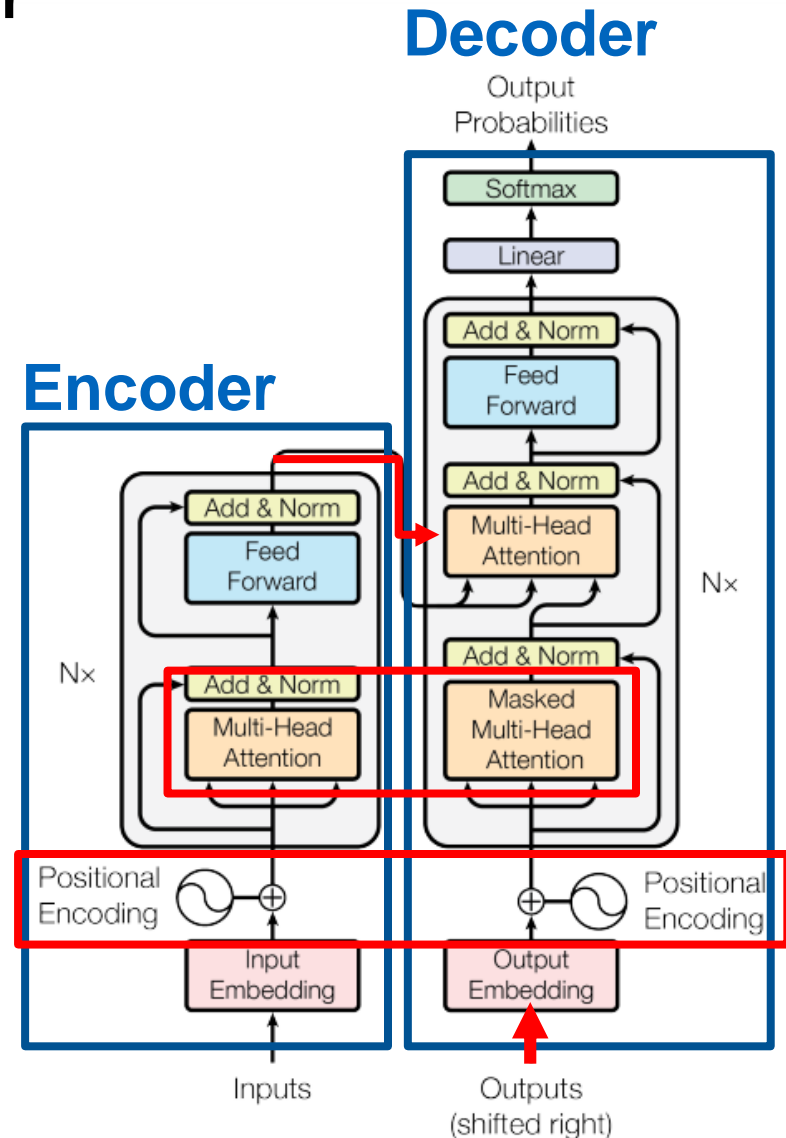 r
Decoder
Output
Probabilities
Softmax
Linear
Add & Norm
Feed
Forward
Add & Norm
Multi-Head
Attention
Nx
Add & Norm
Masked
Multi-Head
Attention
Positional
Encoding
Output
Embedding
Outputs
(shifted right)
Encoder
Add & Norm
Feed
Forward
Nx
Add & Norm
Multi-Head
Attention
Positional
Encoding
Input
Embedding
Inputs